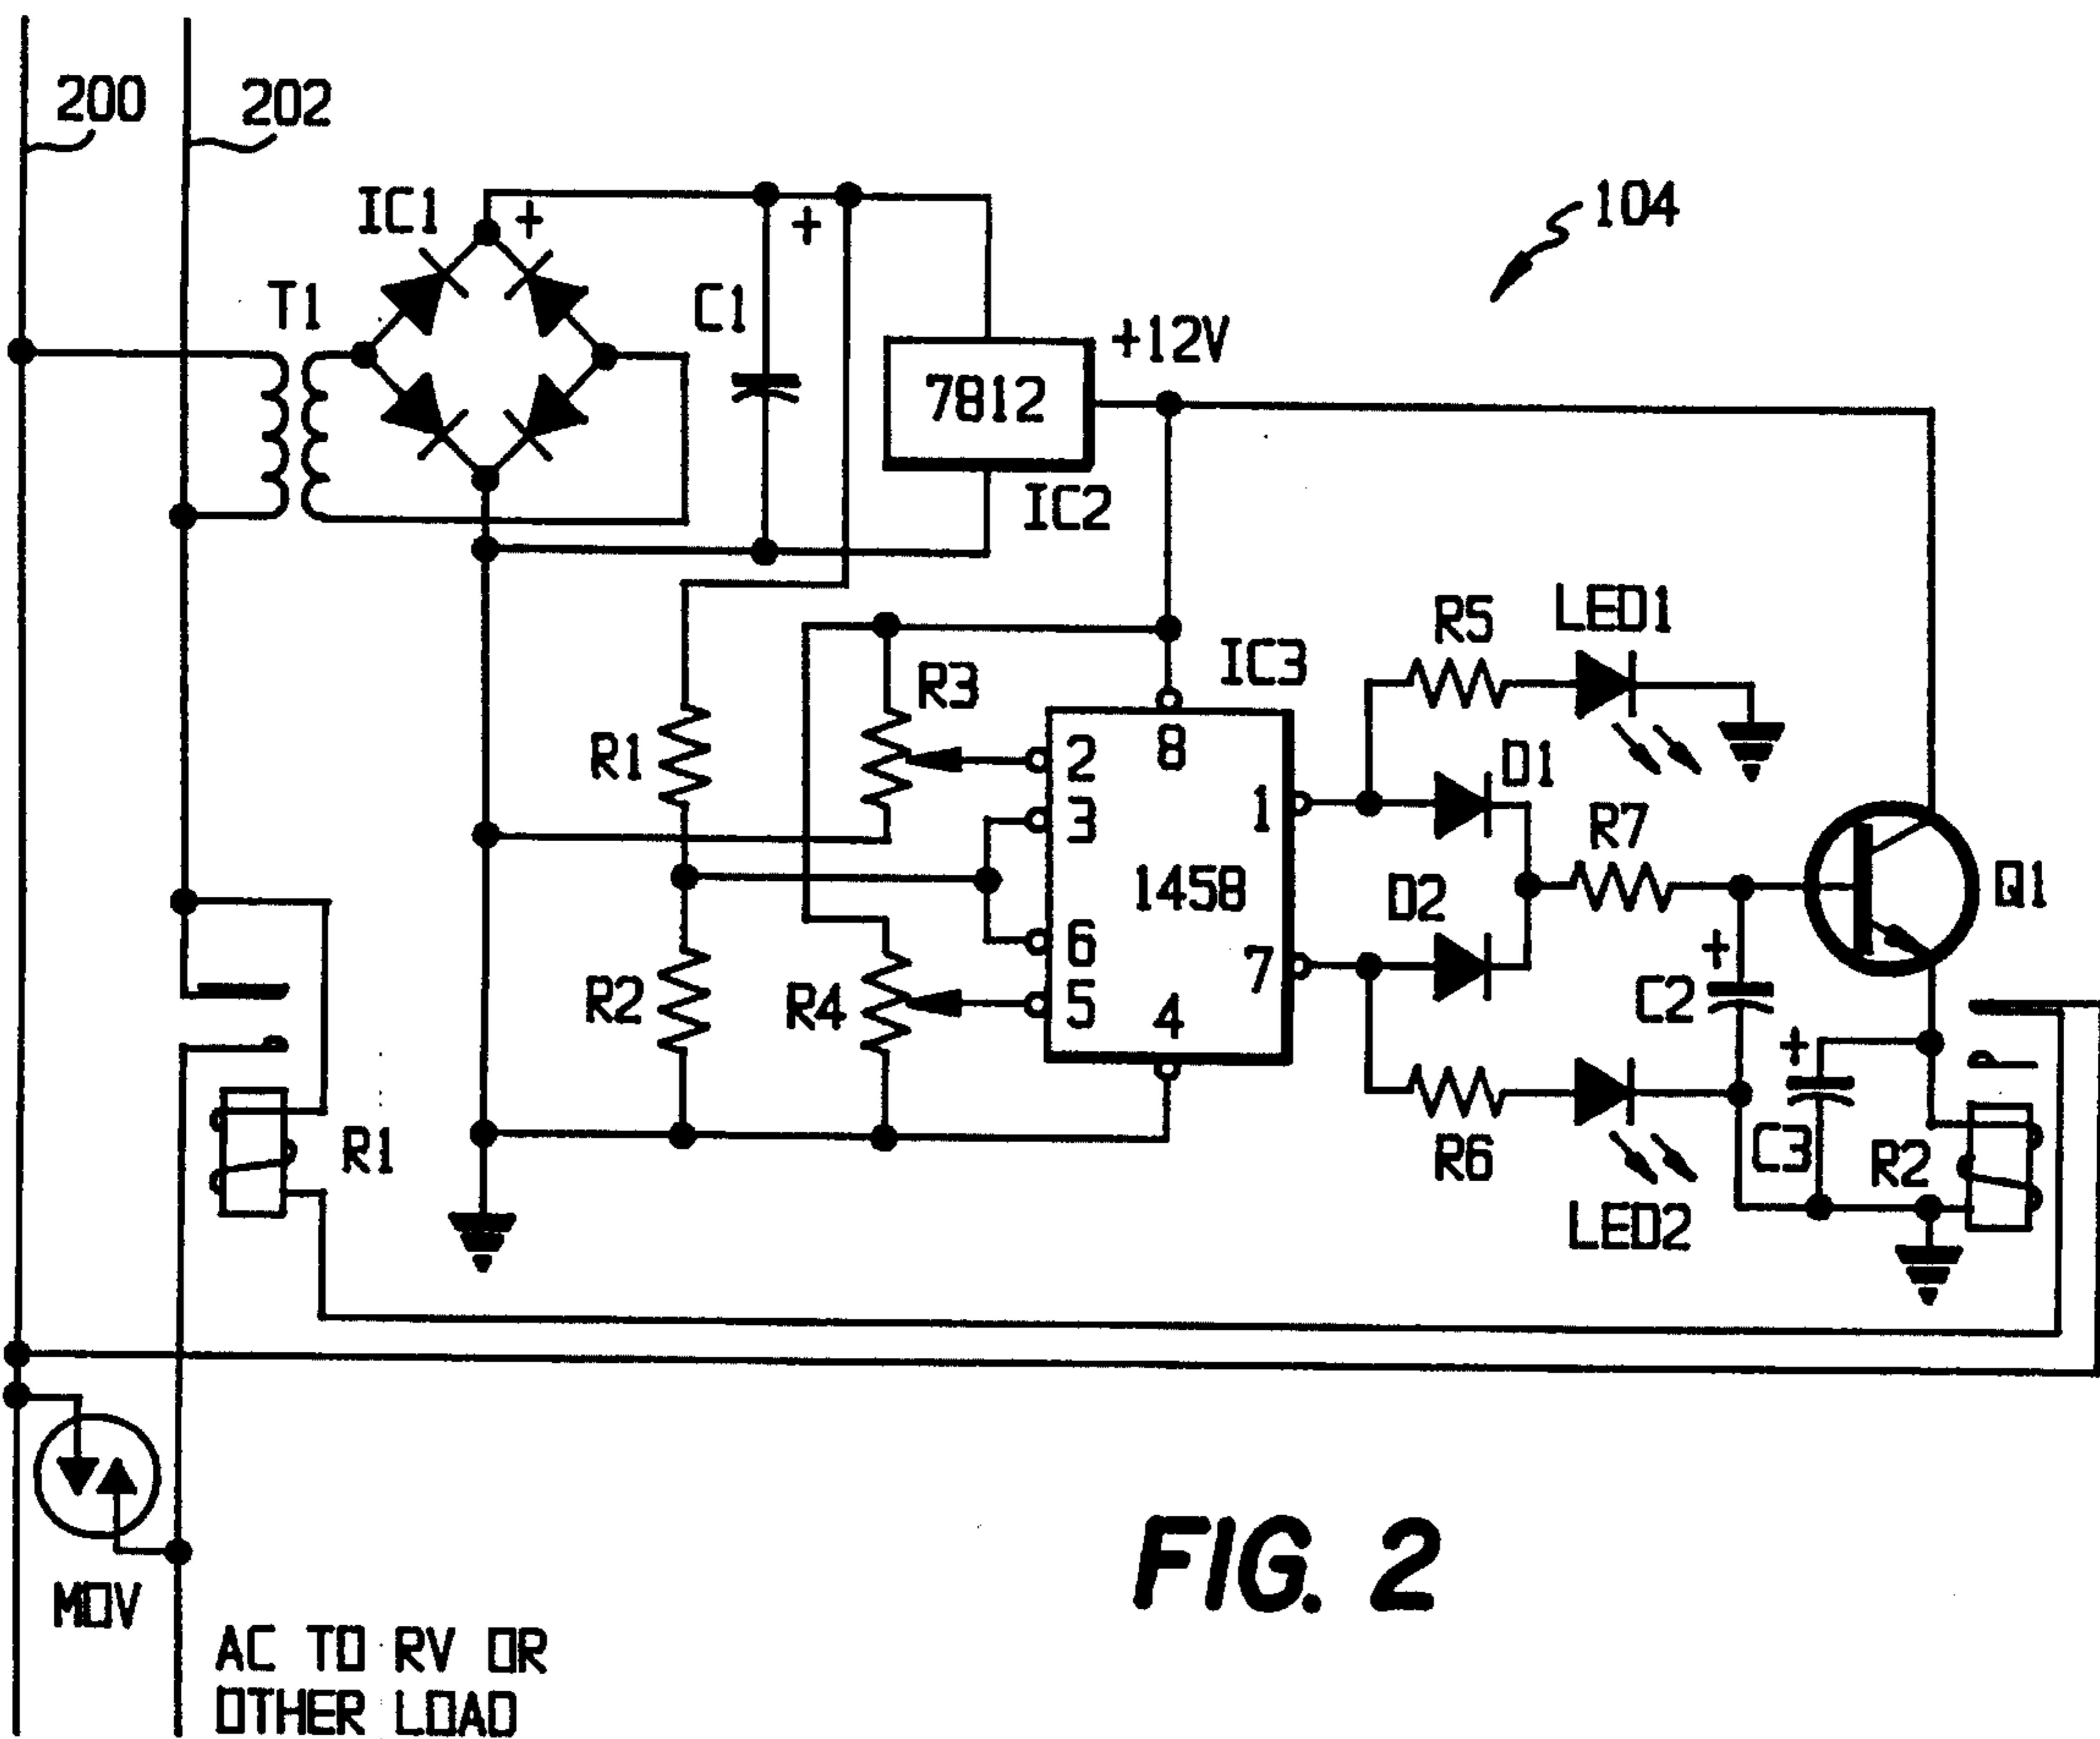 200
202
IC1
+
+
104
T1
C1
+12V
7812
IC2
R5
LED1
IC3
R3
R1
2
8
D1
3
1
R7
1458
D2
Q1
6
7
+
R2
R4
5
4
C2
+
R1
R6
C3
R2
LED2
MOV
FIG. 2
AC TO RV OR
OTHER LOAD